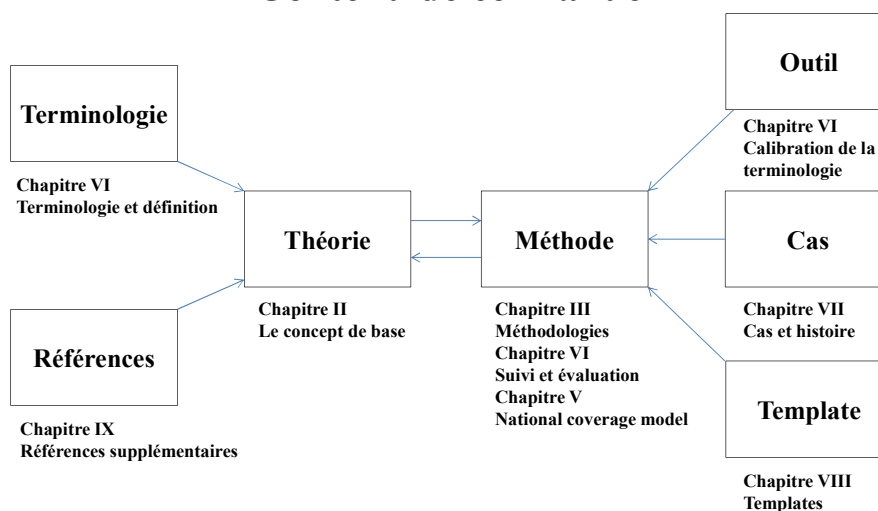 Terminologie
Chapitre VI
Terminologie et définition
Références
Chapitre IX
Références supplémentaires
Théorie
Chapitre II
Le concept de base
Méthode
Chapitre III
Méthodologies
Chapitre VI
Suivi et évaluation
Chapitre V
National coverage model
Outil
Chapitre VI
Calibration de la
terminologie
Cas
Chapitre VII
Cas et histoire
Template
Chapitre VIII
Templates